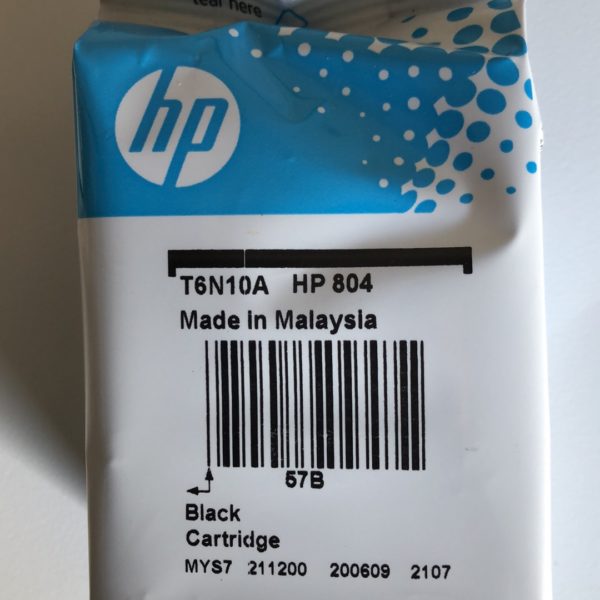 tear here
hp
T6N10A HP 804
Made in Malaysia
57B
Black
Cartridge
MYS7 211200 200609 2107